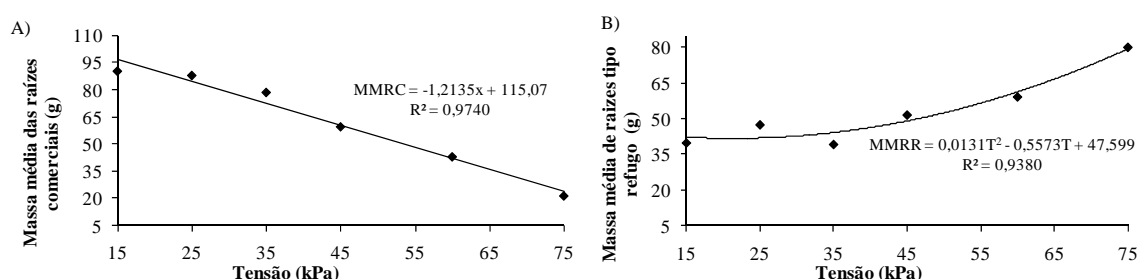 A)
Massa média das raízes
comerciais (g)
110
95
80
65
50
35
20
5
MMRC = -1,2135x + 115,07
R² = 0,9740
15 25 35 45 55 65 75
Tensão (kPa)
B)
Massa média de raizes tipo
refugo (g)
80
65
50
35
20
5
MMRR = 0,0131T² - 0,5573T + 47,599
R² = 0,9380
15 25 35 45 55 65 75
Tensão (kPa)